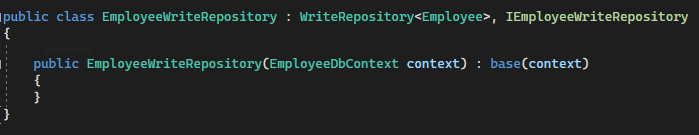 public class EmployeeWriteRepository : WriteRepository<Employee>, IEmployeeWriteRepository
{
public EmployeeWriteRepository(EmployeeDbContext context) : base(context)
{
}
}